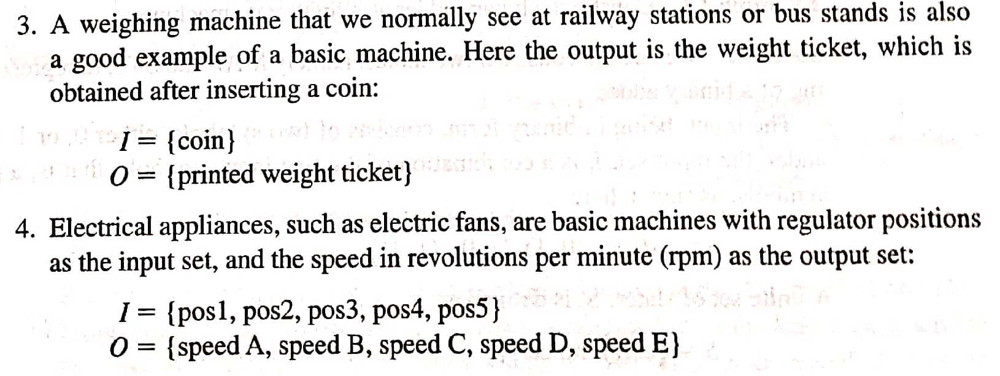 3. A weighing machine that we normally see at railway stations or bus stands is also
a good example of a basic machine. Here the output is the weight ticket, which is
obtained after inserting a coin:
I = {coin}
O = {printed weight ticket}
4. Electrical appliances, such as electric fans, are basic machines with regulator positions
as the input set, and the speed in revolutions per minute (rpm) as the output set:
I = {pos1, pos2, pos3, pos4, pos5}
O = {speed A, speed B, speed C, speed D, speed E}